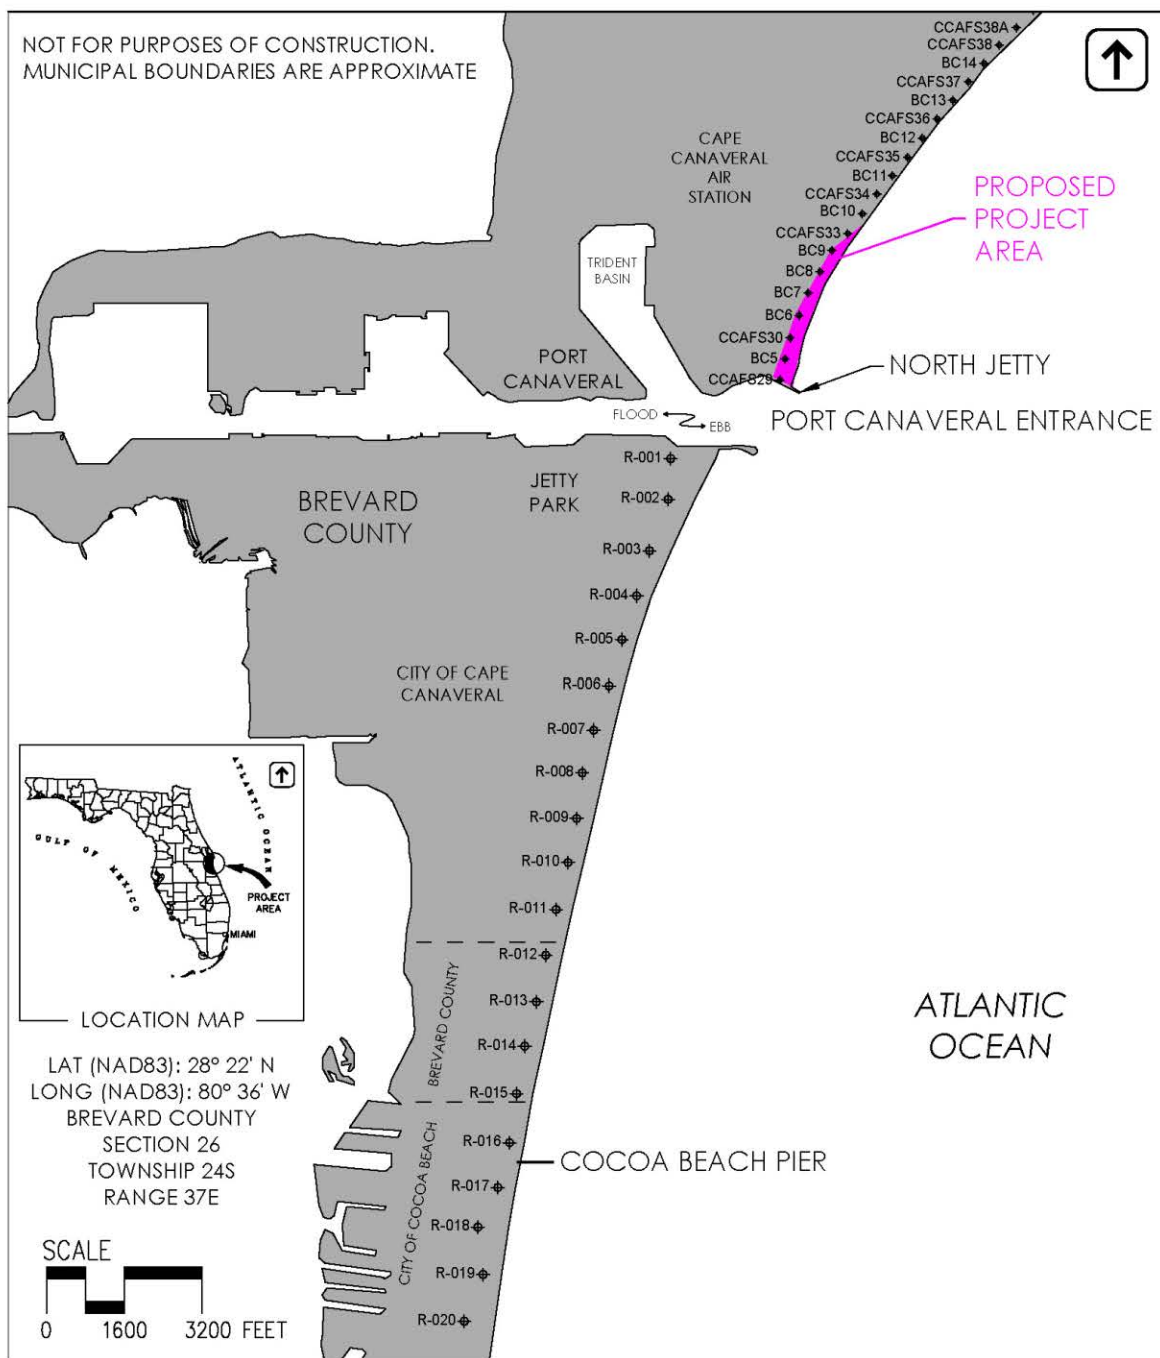 NOT FOR PURPOSES OF CONSTRUCTION.
MUNICIPAL BOUNDARIES ARE APPROXIMATE
CCAFS38A
CCAFS38
BC14
CCAFS37
BC13
CCAFS36
BC12
CCAFS35
BC11
CCAFS34
BC10
CCAFS33
BC9
BC8
BC7
BC6
CCAFS30
BC5
CCAFS29
CAPE
CANAVERAL
AIR
STATION
PROPOSED
PROJECT
AREA
TRIDENT
BASIN
PORT
CANAVERAL
NORTH JETTY
PORT CANAVERAL ENTRANCE
FLOOD
EBB
JETTY
PARK
BREVARD
COUNTY
R-001
R-002
R-003
R-004
R-005
R-006
R-007
R-008
R-009
R-010
R-011
R-012
R-013
R-014
R-015
R-016
R-017
R-018
R-019
R-020
CITY OF CAPE
CANAVERAL
BREVARD COUNTY
CITY OF COCOA BEACH
COCOA BEACH PIER
ATLANTIC
OCEAN
ATLANTIC OCEAN
GULF OF MEXICO
PROJECT
AREA
MIAMI
LOCATION MAP
LAT (NAD83): 28° 22' N
LONG (NAD83): 80° 36' W
BREVARD COUNTY
SECTION 26
TOWNSHIP 24S
RANGE 37E
SCALE
0 1600 3200 FEET